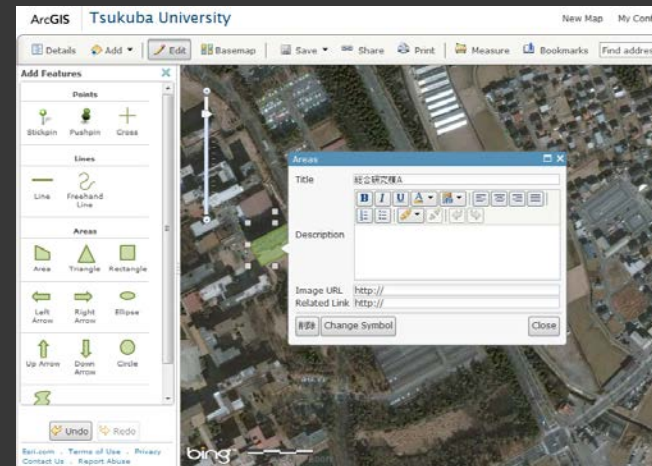 ArcGIS Tsukuba University New Map My Con
Details Add Edit Basemap Save Share Print Measure Bookmarks Find addres
Add Features
Points
Stickpin Pushpin Cross
Lines
Line Freehand Line
Areas
Area Triangle Rectangle
Left Arrow Right Arrow Ellipse
Up Arrow Down Arrow Circle
Undo Redo
Esri.com . Terms of Use . Privacy
Contact Us . Report Abuse
Areas
Title 総合研究棟A
B I U A
Description
Image URL http://
Related Link http://
削除 Change Symbol Close
bing